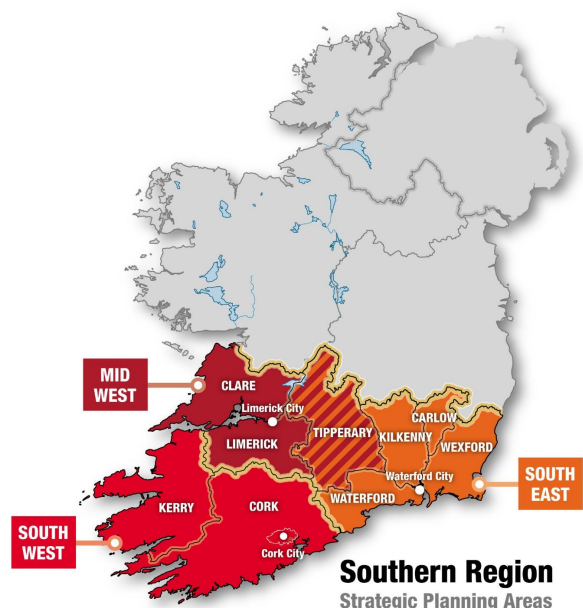 MID
WEST
CLARE
Limerick City
LIMERICK
TIPPERARY
CARLOW
KILKENNY
WEXFORD
Waterford City
WATERFORD
SOUTH
EAST
KERRY
CORK
Cork City
SOUTH
WEST
Southern Region
Strategic Planning Areas